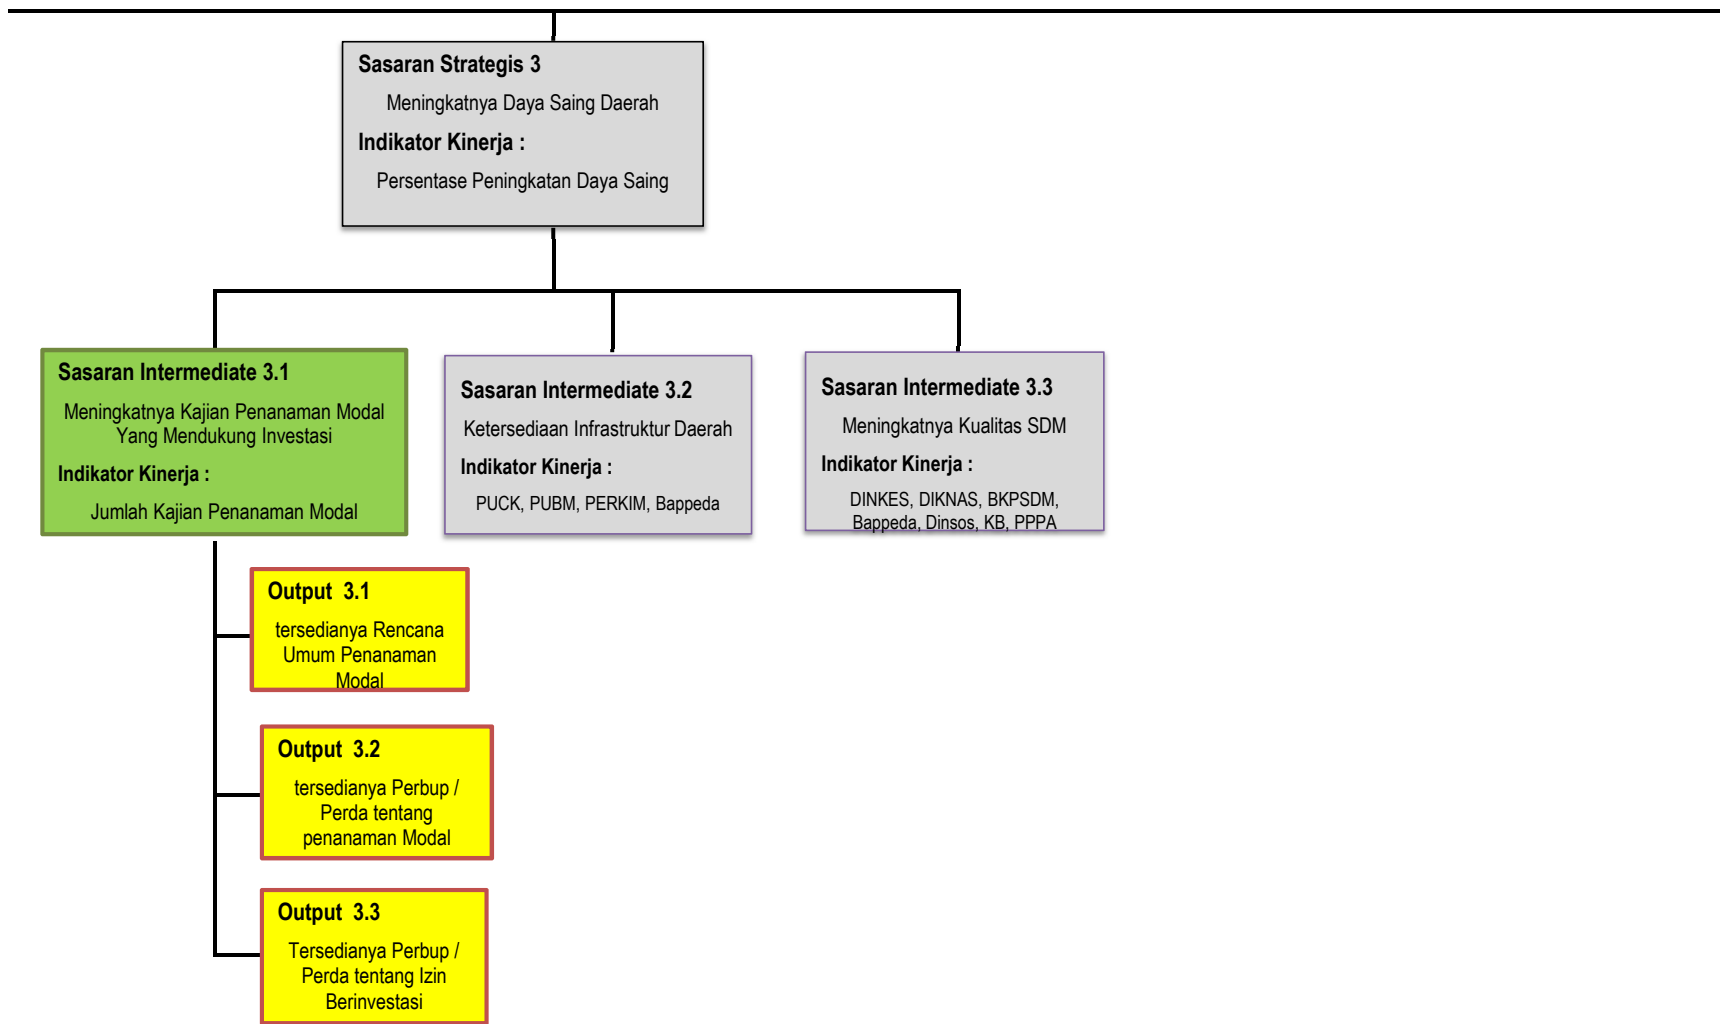 Sasaran Strategis 3
Meningkatnya Daya Saing Daerah
Indikator Kinerja :
Persentase Peningkatan Daya Saing
Sasaran Intermediate 3.1
Meningkatnya Kajian Penanaman Modal
Yang Mendukung Investasi
Indikator Kinerja :
Jumlah Kajian Penanaman Modal
Sasaran Intermediate 3.2
Ketersediaan Infrastruktur Daerah
Indikator Kinerja :
PUCK, PUBM, PERKIM, Bappeda
Sasaran Intermediate 3.3
Meningkatnya Kualitas SDM
Indikator Kinerja :
DINKES, DIKNAS, BKPSDM,
Bappeda, Dinsos, KB, PPPA
Output 3.1
tersedianya Rencana
Umum Penanaman
Modal
Output 3.2
tersedianya Perbup /
Perda tentang
penanaman Modal
Output 3.3
Tersedianya Perbup /
Perda tentang Izin
Berinvestasi